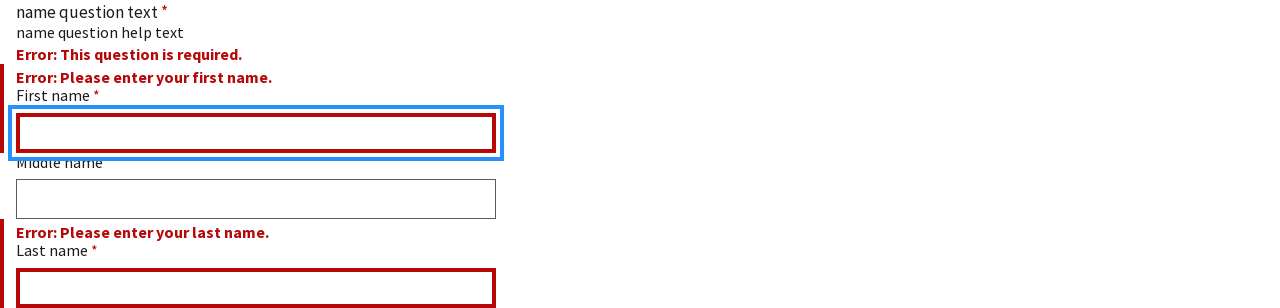 name question text *
name question help text
Error: This question is required.
Error: Please enter your first name.
First name *
Middle name
Error: Please enter your last name.
Last name *